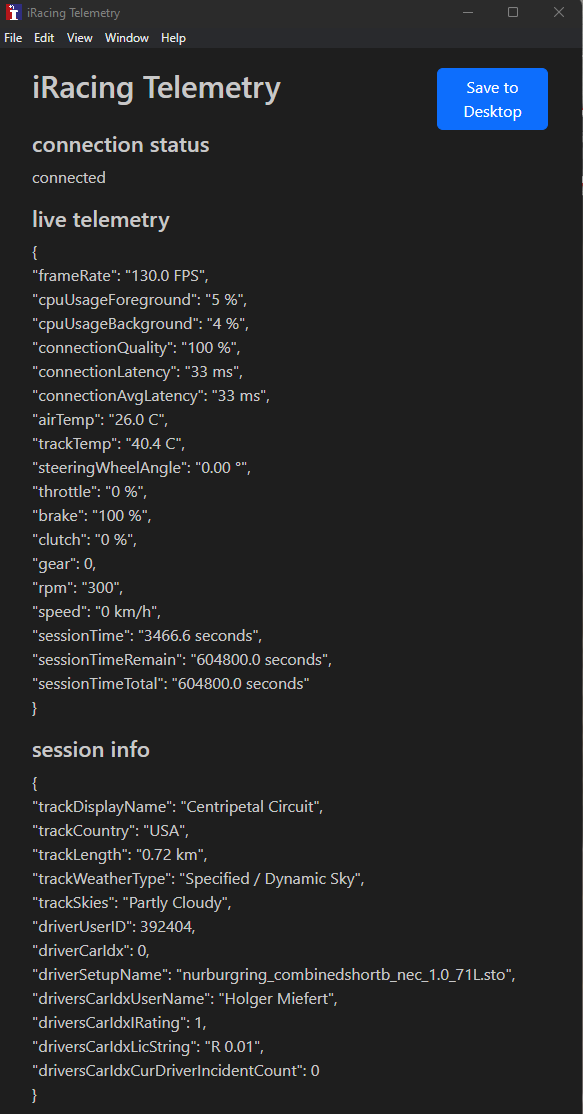 iRacing Telemetry
File Edit View Window Help
iRacing Telemetry
Save to
Desktop
connection status
connected
live telemetry
{
"frameRate": "130.0 FPS",
"cpuUsageForeground": "5 %",
"cpuUsageBackground": "4 %",
"connectionQuality": "100 %",
"connectionLatency": "33 ms",
"connectionAvgLatency": "33 ms",
"airTemp": "26.0 C",
"trackTemp": "40.4 C",
"steeringWheelAngle": "0.00 °",
"throttle": "0 %",
"brake": "100 %",
"clutch": "0 %",
"gear": 0,
"rpm": "300",
"speed": "0 km/h",
"sessionTime": "3466.6 seconds",
"sessionTimeRemain": "604800.0 seconds",
"sessionTimeTotal": "604800.0 seconds"
}
session info
{
"trackDisplayName": "Centripetal Circuit",
"trackCountry": "USA",
"trackLength": "0.72 km",
"trackWeatherType": "Specified / Dynamic Sky",
"trackSkies": "Partly Cloudy",
"driverUserID": 392404,
"driverCarIdx": 0,
"driverSetupName": "nurburgring_combinedshortb_nec_1.0_71L.sto",
"driversCarIdxUserName": "Holger Miefert",
"driversCarIdxIRating": 1,
"driversCarIdxLicString": "R 0.01",
"driversCarIdxCurDriverIncidentCount": 0
}